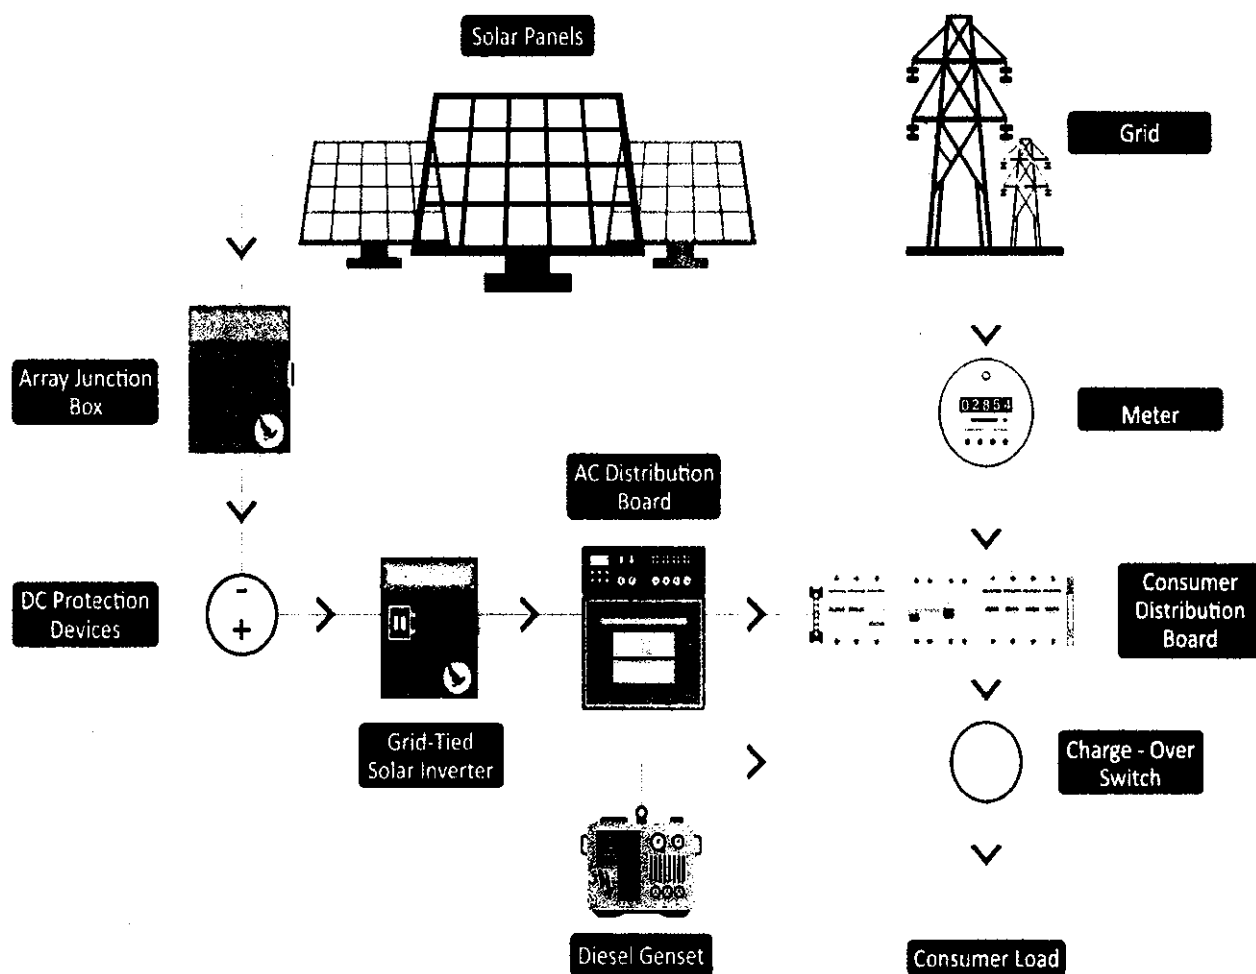 Solar Panels
Grid
Array Junction
Box
02854
Meter
AC Distribution
Board
DC Protection
Devices
-
+
Consumer
Distribution
Board
Grid-Tied
Solar Inverter
Charge - Over
Switch
Diesel Genset
Consumer Load